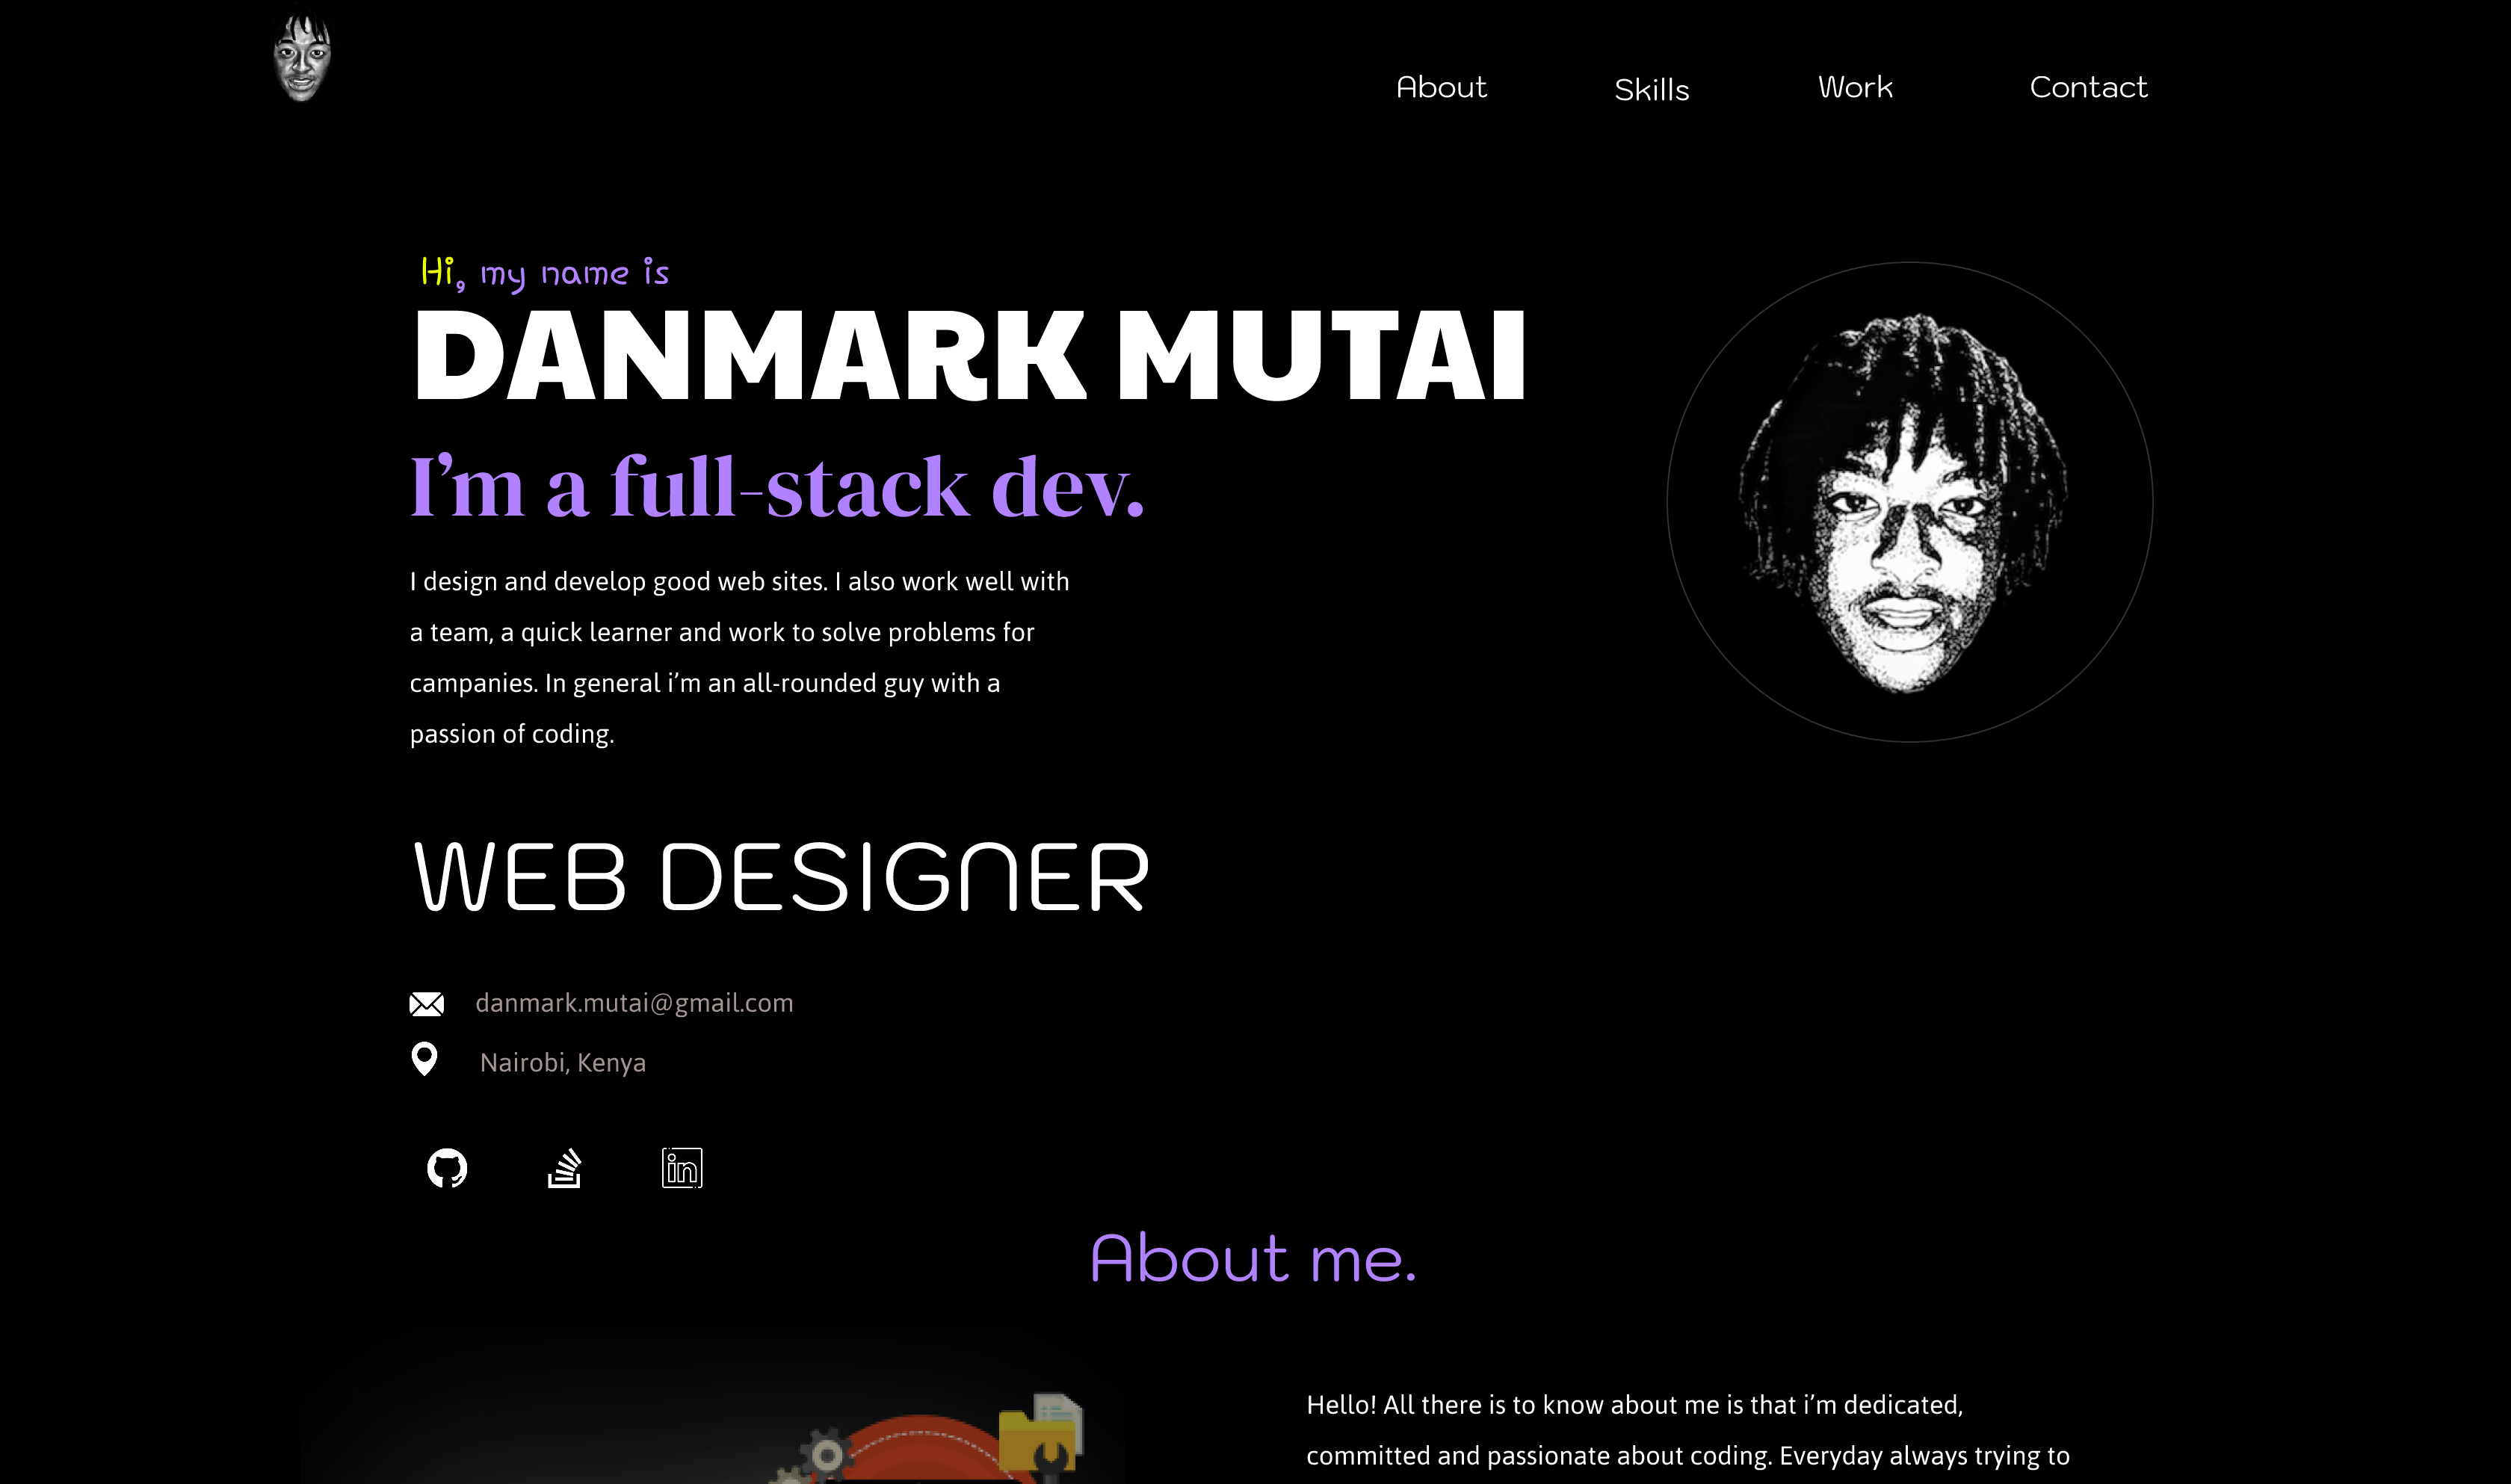 About Skills Work Contact
Hi, my name is
DANMARK MUTAI
I’m a full-stack dev.
I design and develop good web sites. I also work well with
a team, a quick learner and work to solve problems for
campanies. In general i’m an all-rounded guy with a
passion of coding.
WEB DESIGNER
danmark.mutai@gmail.com
Nairobi, Kenya
in
About me.
Hello! All there is to know about me is that i’m dedicated,
committed and passionate about coding. Everyday always trying to